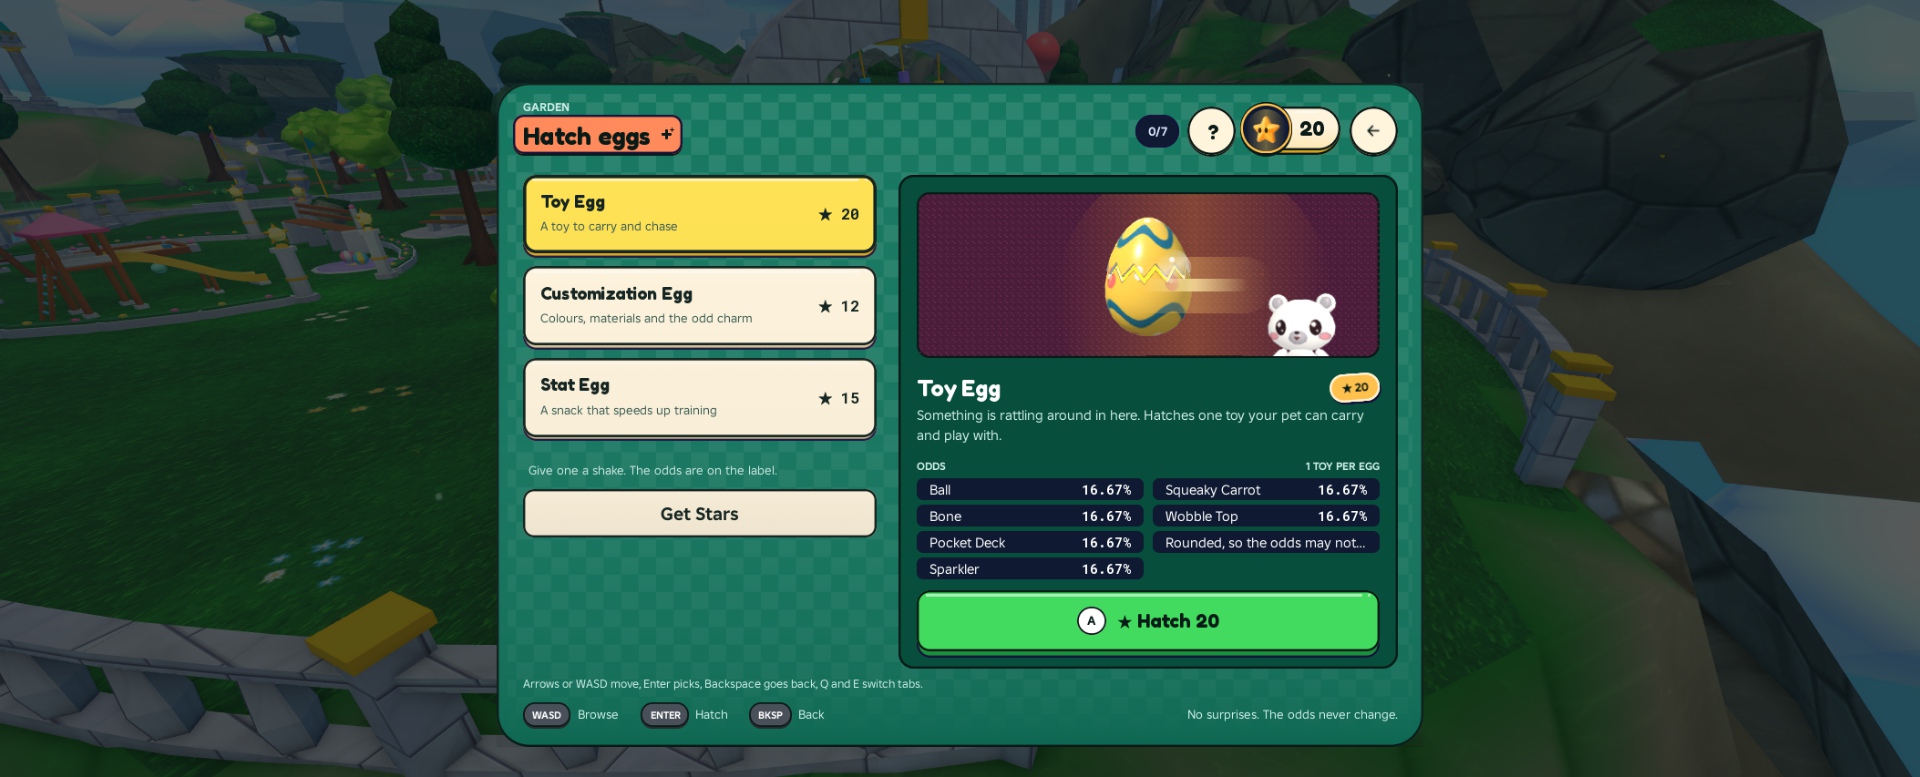 GARDEN
Hatch eggs
0/7
?
20
Toy Egg
A toy to carry and chase
★ 20
Customization Egg
Colours, materials and the odd charm
★ 12
Stat Egg
A snack that speeds up training
★ 15
Give one a shake. The odds are on the label.
Get Stars
Toy Egg
★ 20
Something is rattling around in here. Hatches one toy your pet can carry
and play with.
ODDS
1 TOY PER EGG
Ball 16.67%
Squeaky Carrot 16.67%
Bone 16.67%
Wobble Top 16.67%
Pocket Deck 16.67%
Rounded, so the odds may not...
Sparkler 16.67%
A ★ Hatch 20
Arrows or WASD move, Enter picks, Backspace goes back, Q and E switch tabs.
WASD Browse ENTER Hatch BKSP Back
No surprises. The odds never change.